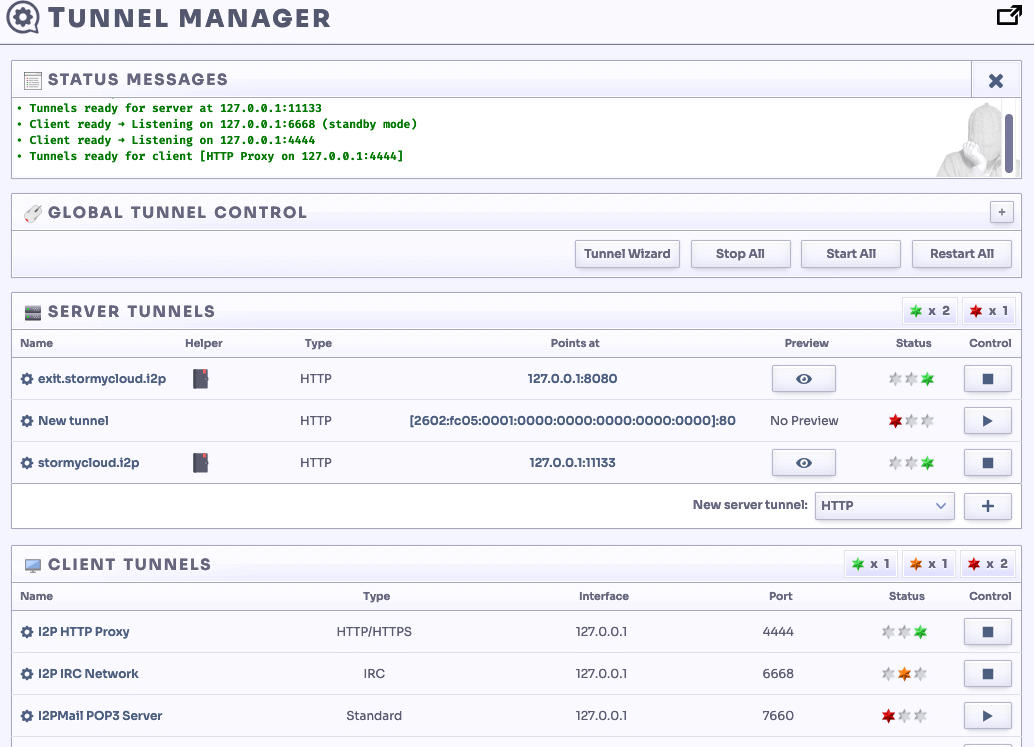 TUNNEL MANAGER
STATUS MESSAGES
• Tunnels ready for server at 127.0.0.1:11133
• Client ready → Listening on 127.0.0.1:6668 (standby mode)
• Client ready → Listening on 127.0.0.1:4444
• Tunnels ready for client [HTTP Proxy on 127.0.0.1:4444]
GLOBAL TUNNEL CONTROL +
Tunnel Wizard Stop All Start All Restart All
SERVER TUNNELS x 2 x 1
Name Helper Type Points at Preview Status Control
exit.stormycloud.i2p HTTP 127.0.0.1:8080
New tunnel HTTP [2602:fc05:0001:0000:0000:0000:0000:0000]:80 No Preview
stormycloud.i2p HTTP 127.0.0.1:11133
New server tunnel: HTTP +
CLIENT TUNNELS x 1 x 1 x 2
Name Type Interface Port Status Control
I2P HTTP Proxy HTTP/HTTPS 127.0.0.1 4444
I2P IRC Network IRC 127.0.0.1 6668
I2PMail POP3 Server Standard 127.0.0.1 7660